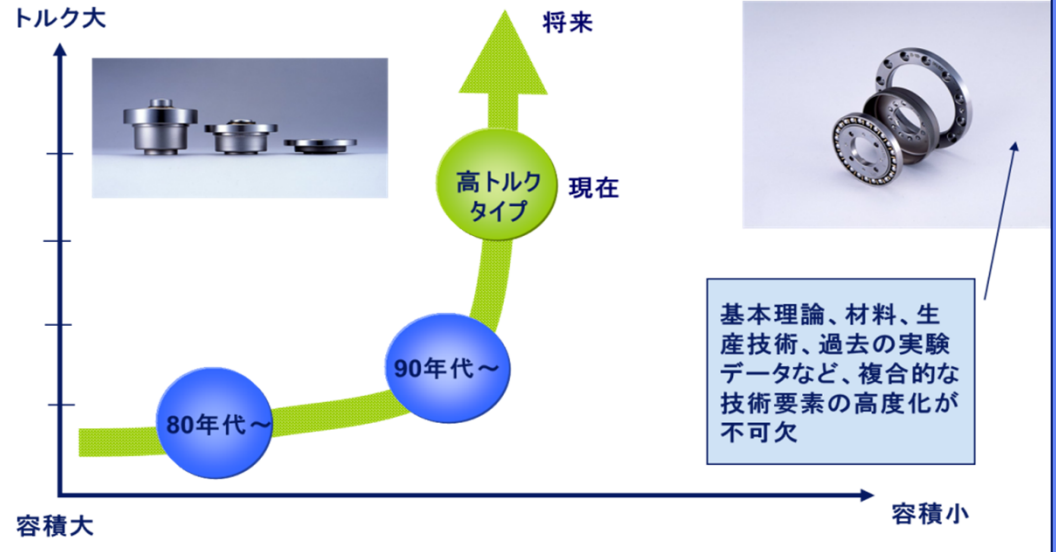 トルク大
将来
高トルク
タイプ
現在
90年代～
80年代～
基本理論、材料、生
産技術、過去の実験
データなど、複合的な
技術要素の高度化が
不可欠
容積大
容積小